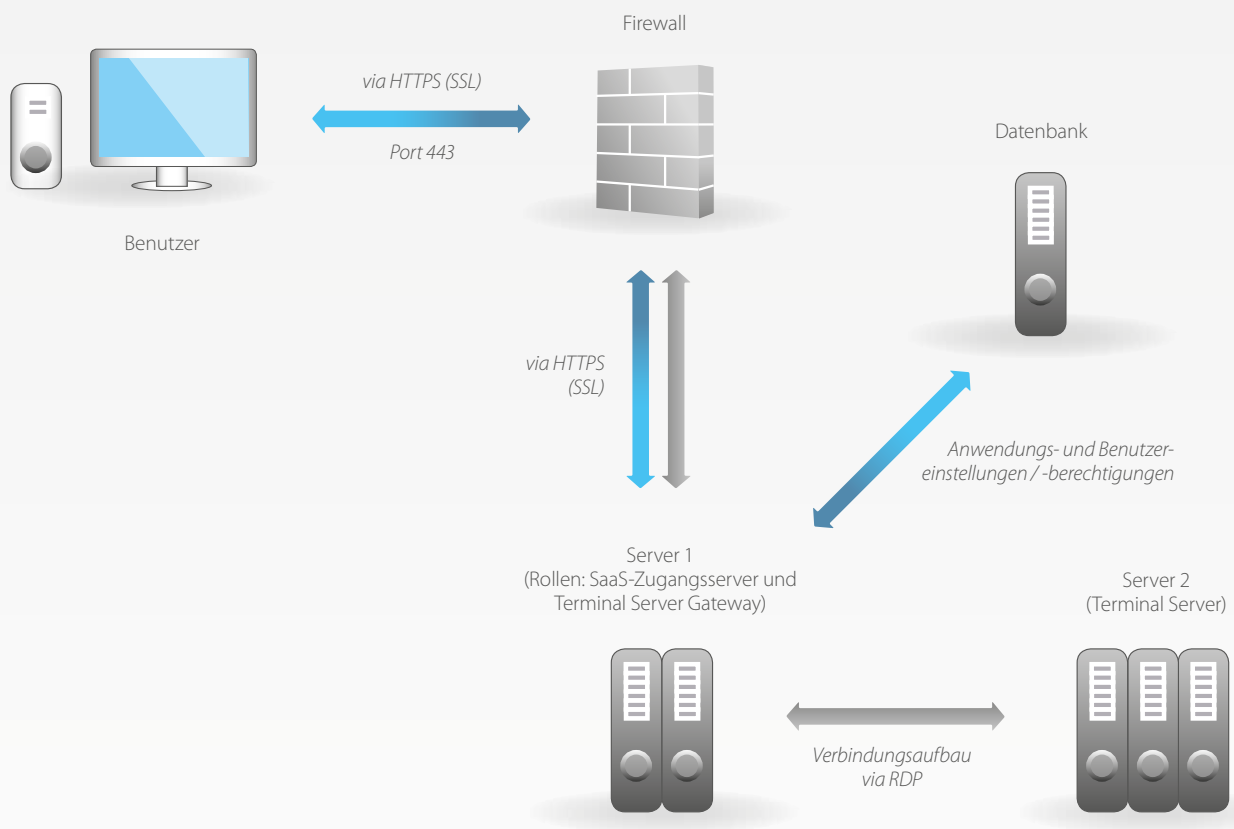 Firewall
via HTTPS (SSL)
Port 443
Benutzer
Datenbank
via HTTPS
(SSL)
Anwendungs- und Benutzer-
einstellungen / -berechtigungen
Server 1
(Rollen: SaaS-Zugangsserver und
Terminal Server Gateway)
Server 2
(Terminal Server)
Verbindungsaufbau
via RDP